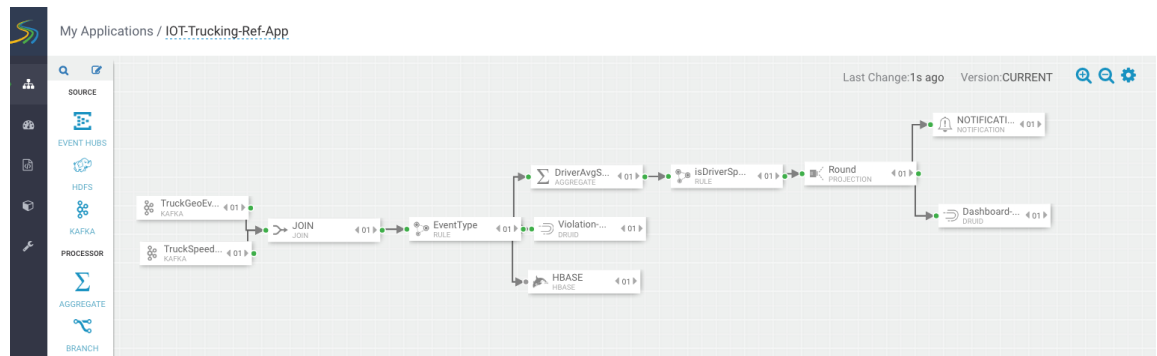 My Applications / IOT-Trucking-Ref-App
Last Change:1s ago Version:CURRENT
SOURCE
EVENT HUBS
HDFS
KAFKA
PROCESSOR
AGGREGATE
BRANCH
TruckGeoEv... 01
KAFKA
TruckSpeed... 01
KAFKA
JOIN 01
JOIN
EventType 01
RULE
DriverAvgS... 01
AGGREGATE
Violation-... 01
DRUID
HBASE 01
HBASE
isDriverSp... 01
RULE
Round 01
PROJECTION
NOTIFICATI... 01
NOTIFICATION
Dashboard-... 01
DRUID